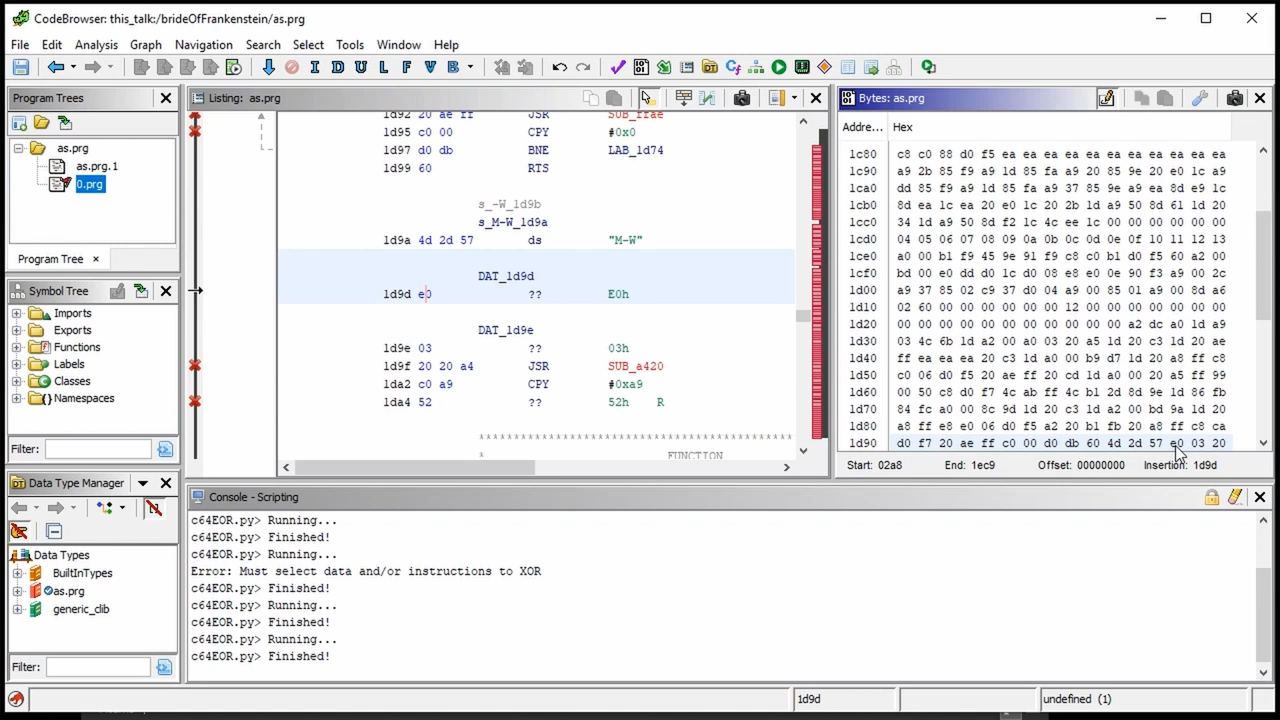 CodeBrowser: this_talk:/brideOfFrankenstein/as.prg
File Edit Analysis Graph Navigation Search Select Tools Window Help
I D U L F V B
Program Trees
as.prg
as.prg.1
0.prg
Program Tree ×
Symbol Tree
Imports
Exports
Functions
Labels
Classes
Namespaces
Filter:
Data Type Manager
Data Types
BuiltInTypes
as.prg
generic_clib
Filter:
Listing: as.prg
1d92 20 ae ff JSR SUB_ffae
1d95 c0 00 CPY #0x0
1d97 d0 db BNE LAB_1d74
1d99 60 RTS
s_-W_1d9b
s_M-W_1d9a
1d9a 4d 2d 57 ds "M-W"
DAT_1d9d
1d9d e0 ?? E0h
DAT_1d9e
1d9e 03 ?? 03h
1d9f 20 20 a4 JSR SUB_a420
1da2 c0 a9 CPY #0xa9
1da4 52 ?? 52h R
****************************************
* FUNCTION
Bytes: as.prg
Addre... Hex
1c80 c8 c0 88 d0 f5 ea ea ea ea ea ea ea ea ea ea ea
1c90 a9 2b 85 f9 a9 1d 85 fa a9 20 85 9e 20 e0 1c a9
1ca0 dd 85 f9 a9 1d 85 fa a9 37 85 9e a9 ea 8d e9 1c
1cb0 8d ea 1c ea 20 e0 1c 20 2b 1d a9 50 8d 61 1d 20
1cc0 34 1d a9 50 8d f2 1c 4c ee 1c 00 00 00 00 00 00
1cd0 04 05 06 07 08 09 0a 0b 0c 0d 0e 0f 10 11 12 13
1ce0 a0 00 b1 f9 45 9e 91 f9 c8 c0 b1 d0 f5 60 a2 00
1cf0 bd 00 e0 dd 00 1c d0 08 e8 e0 0e 90 f3 a9 00 2c
1d00 a9 37 85 02 c9 37 d0 04 a9 00 85 01 a9 00 8d a6
1d10 02 60 00 00 00 00 00 00 12 00 00 00 00 00 00 00
1d20 00 00 00 00 00 00 00 00 00 00 00 a2 dc a0 1d a9
1d30 03 4c 6b 1d a2 00 a0 03 20 a5 1d 20 c3 1d 20 ae
1d40 ff ea ea ea 20 c3 1d a0 00 b9 d7 1d 20 a8 ff c8
1d50 c0 06 d0 f5 20 ae ff 20 cd 1d a0 00 20 a5 ff 99
1d60 00 50 c8 d0 f7 4c ab ff 4c bd 1d 8d 9e 1d 86 fb
1d70 84 fc a0 00 8c 9d 1d 20 c3 1d a2 00 bd 9a 1d 20
1d80 a8 ff e8 e0 06 d0 f5 a2 20 b1 fb 20 a8 ff c8 ca
1d90 d0 f7 20 ae ff c0 00 d0 db 60 4d 2d 57 e0 03 20
Start: 02a8 End: 1ec9 Offset: 00000000 Insertion: 1d9d
Console - Scripting
c64EOR.py> Running...
c64EOR.py> Finished!
c64EOR.py> Running...
Error: Must select data and/or instructions to XOR
c64EOR.py> Finished!
c64EOR.py> Running...
c64EOR.py> Finished!
c64EOR.py> Running...
c64EOR.py> Finished!
1d9d undefined (1)